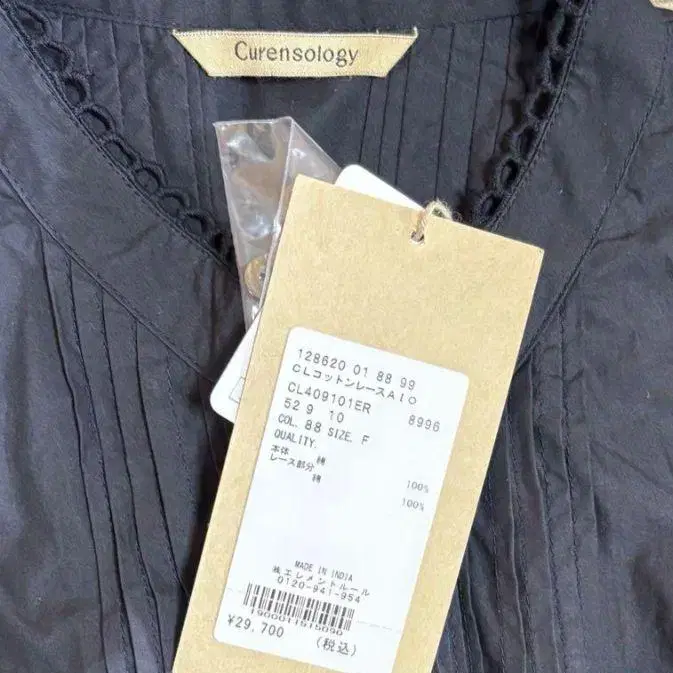 Curensology
128620 01 88 99
CLコットンレースAIO
CL409101ER 8996
52 9 10
COL. 88 SIZE. F
QUALITY.
本体 綿 100%
レース部分
綿 100%
MADE IN INDIA
㈱エレメントルール
0120-941-954
1900011515090
¥29,700 (税込)